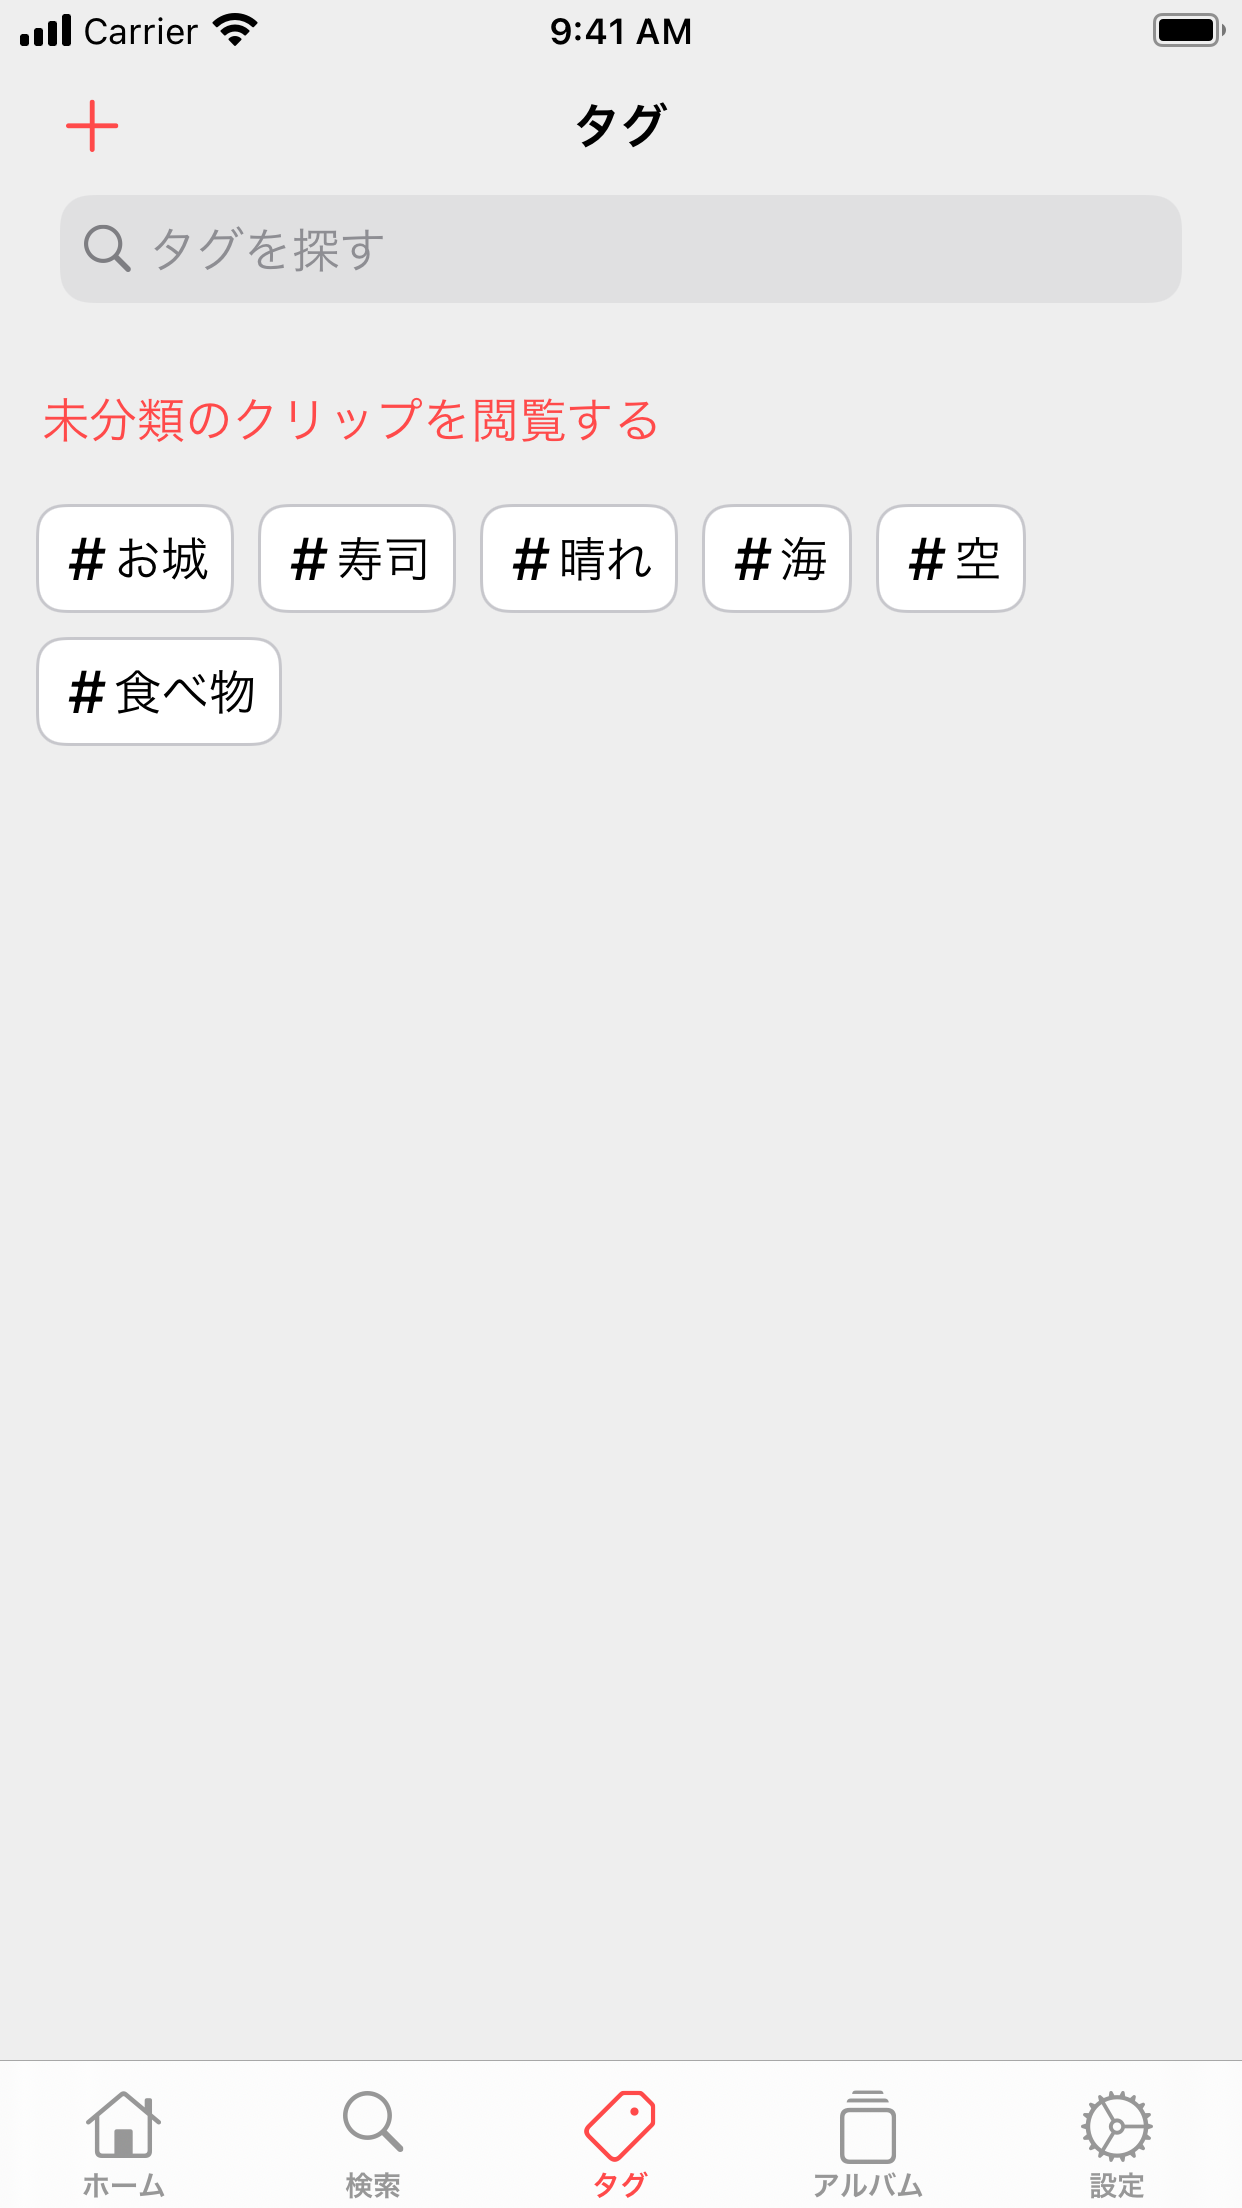 Carrier 9:41 AM
タグ
タグを探す
未分類のクリップを閲覧する
#お城 #寿司 #晴れ #海 #空
#食べ物
ホーム 検索 タグ アルバム 設定